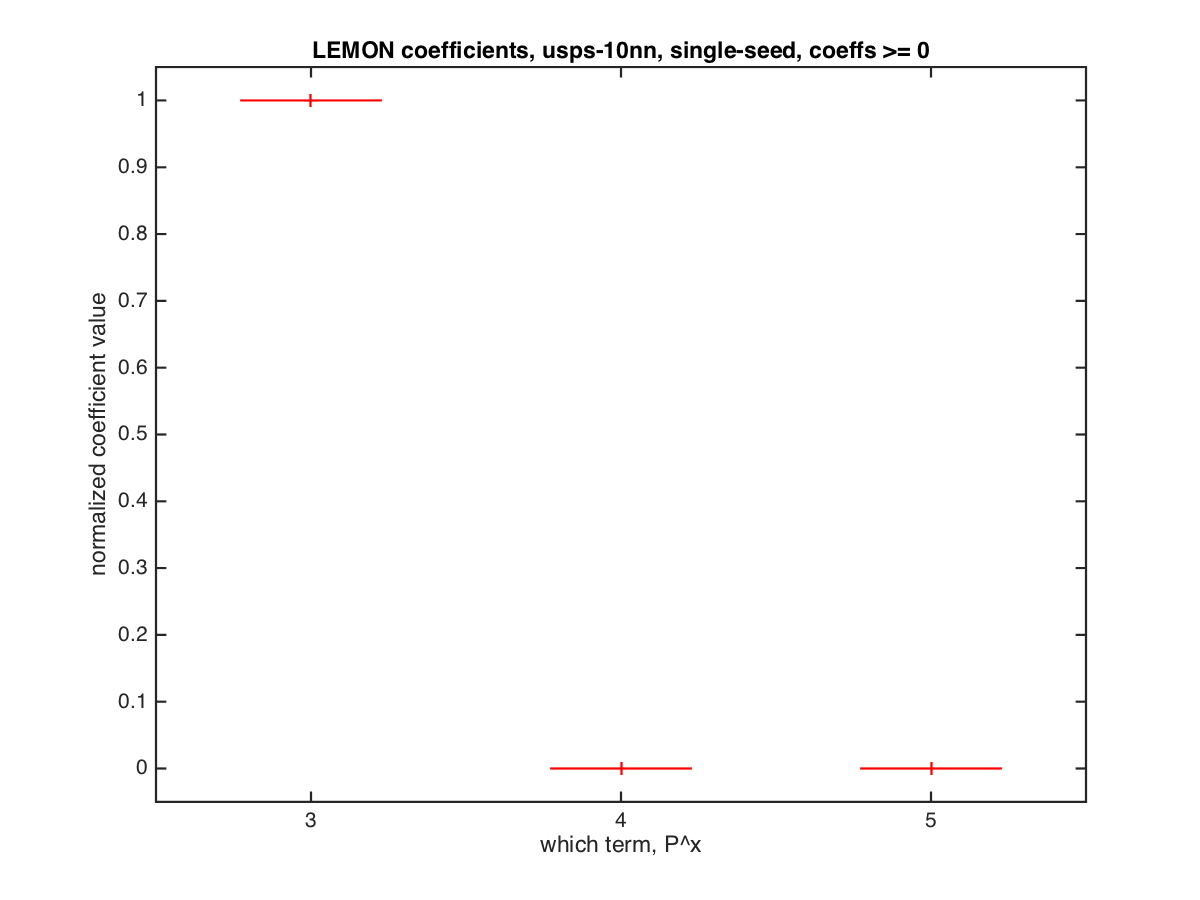 LEMON coefficients, usps-10nn, single-seed, coeffs >= 0
normalized coefficient value
1
0.9
0.8
0.7
0.6
0.5
0.4
0.3
0.2
0.1
0
3 4 5
which term, P^x